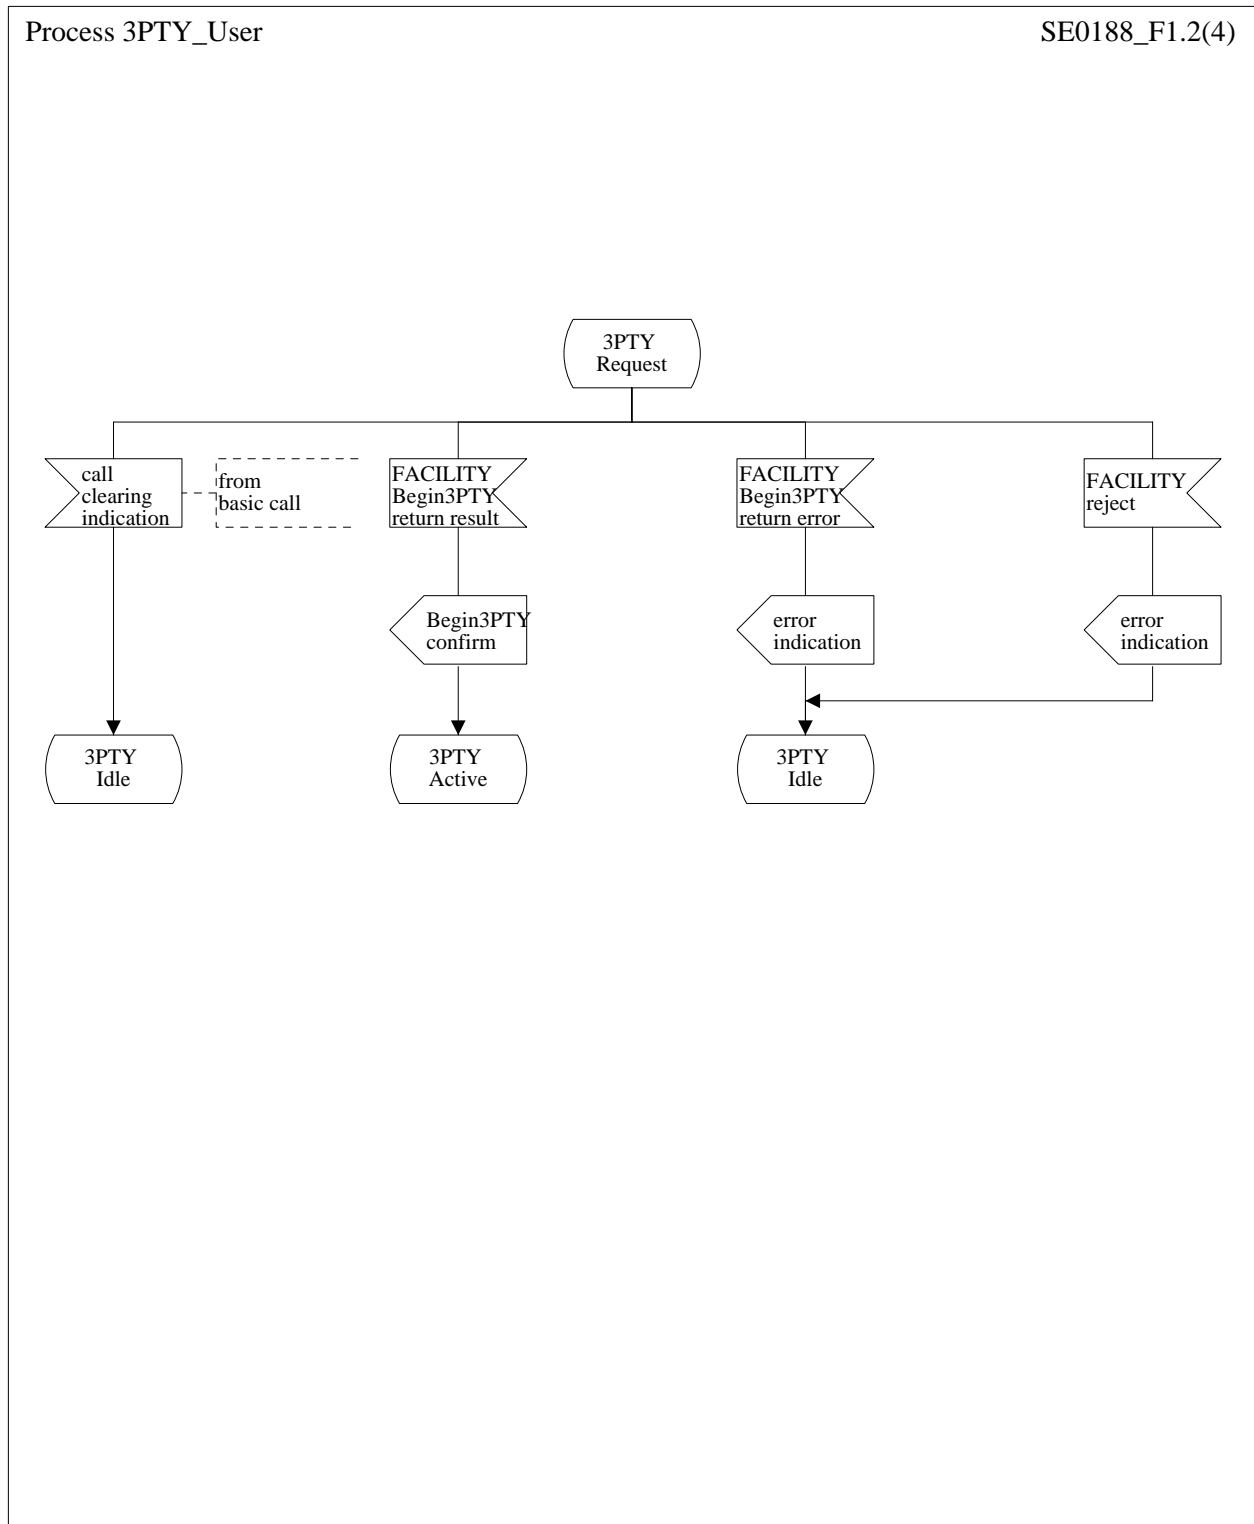 Process 3PTY_User
SE0188_F1.2(4)
3PTY
Request
call
clearing
indication
from
basic call
FACILITY
Begin3PTY
return result
FACILITY
Begin3PTY
return error
FACILITY
reject
Begin3PTY
confirm
error
indication
error
indication
3PTY
Idle
3PTY
Active
3PTY
Idle